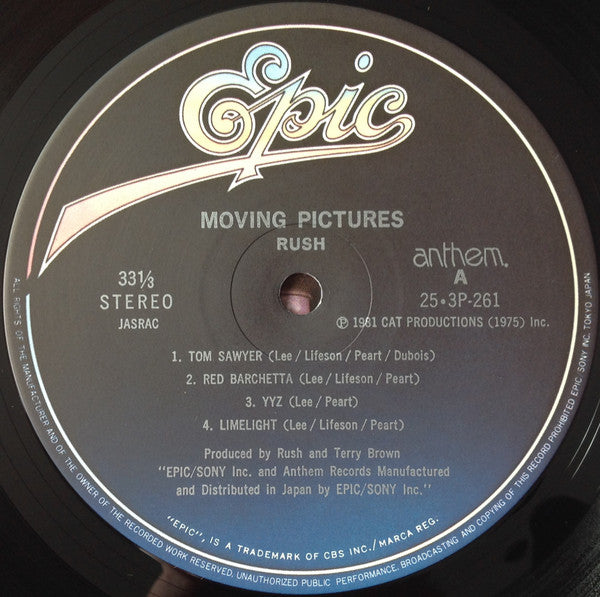 Epic
MOVING PICTURES
RUSH
33⅓
STEREO
JASRAC
anthem.
A
25・3P-261
℗ 1981 CAT PRODUCTIONS (1975) Inc.
1. TOM SAWYER (Lee / Lifeson / Peart / Dubois)
2. RED BARCHETTA (Lee / Lifeson / Peart)
3. YYZ (Lee / Peart)
4. LIMELIGHT (Lee / Lifeson / Peart)
Produced by Rush and Terry Brown
"EPIC/SONY Inc. and Anthem Records Manufactured
and Distributed in Japan by EPIC/SONY Inc."
"EPIC", IS A TRADEMARK OF CBS INC./MARCA REG.
ALL RIGHTS OF THE MANUFACTURER AND OF THE OWNER OF THE RECORDED WORK RESERVED. UNAUTHORIZED PUBLIC PERFORMANCE, BROADCASTING AND COPYING OF THIS RECORD PROHIBITED EPIC/SONY INC. TOKYO JAPAN